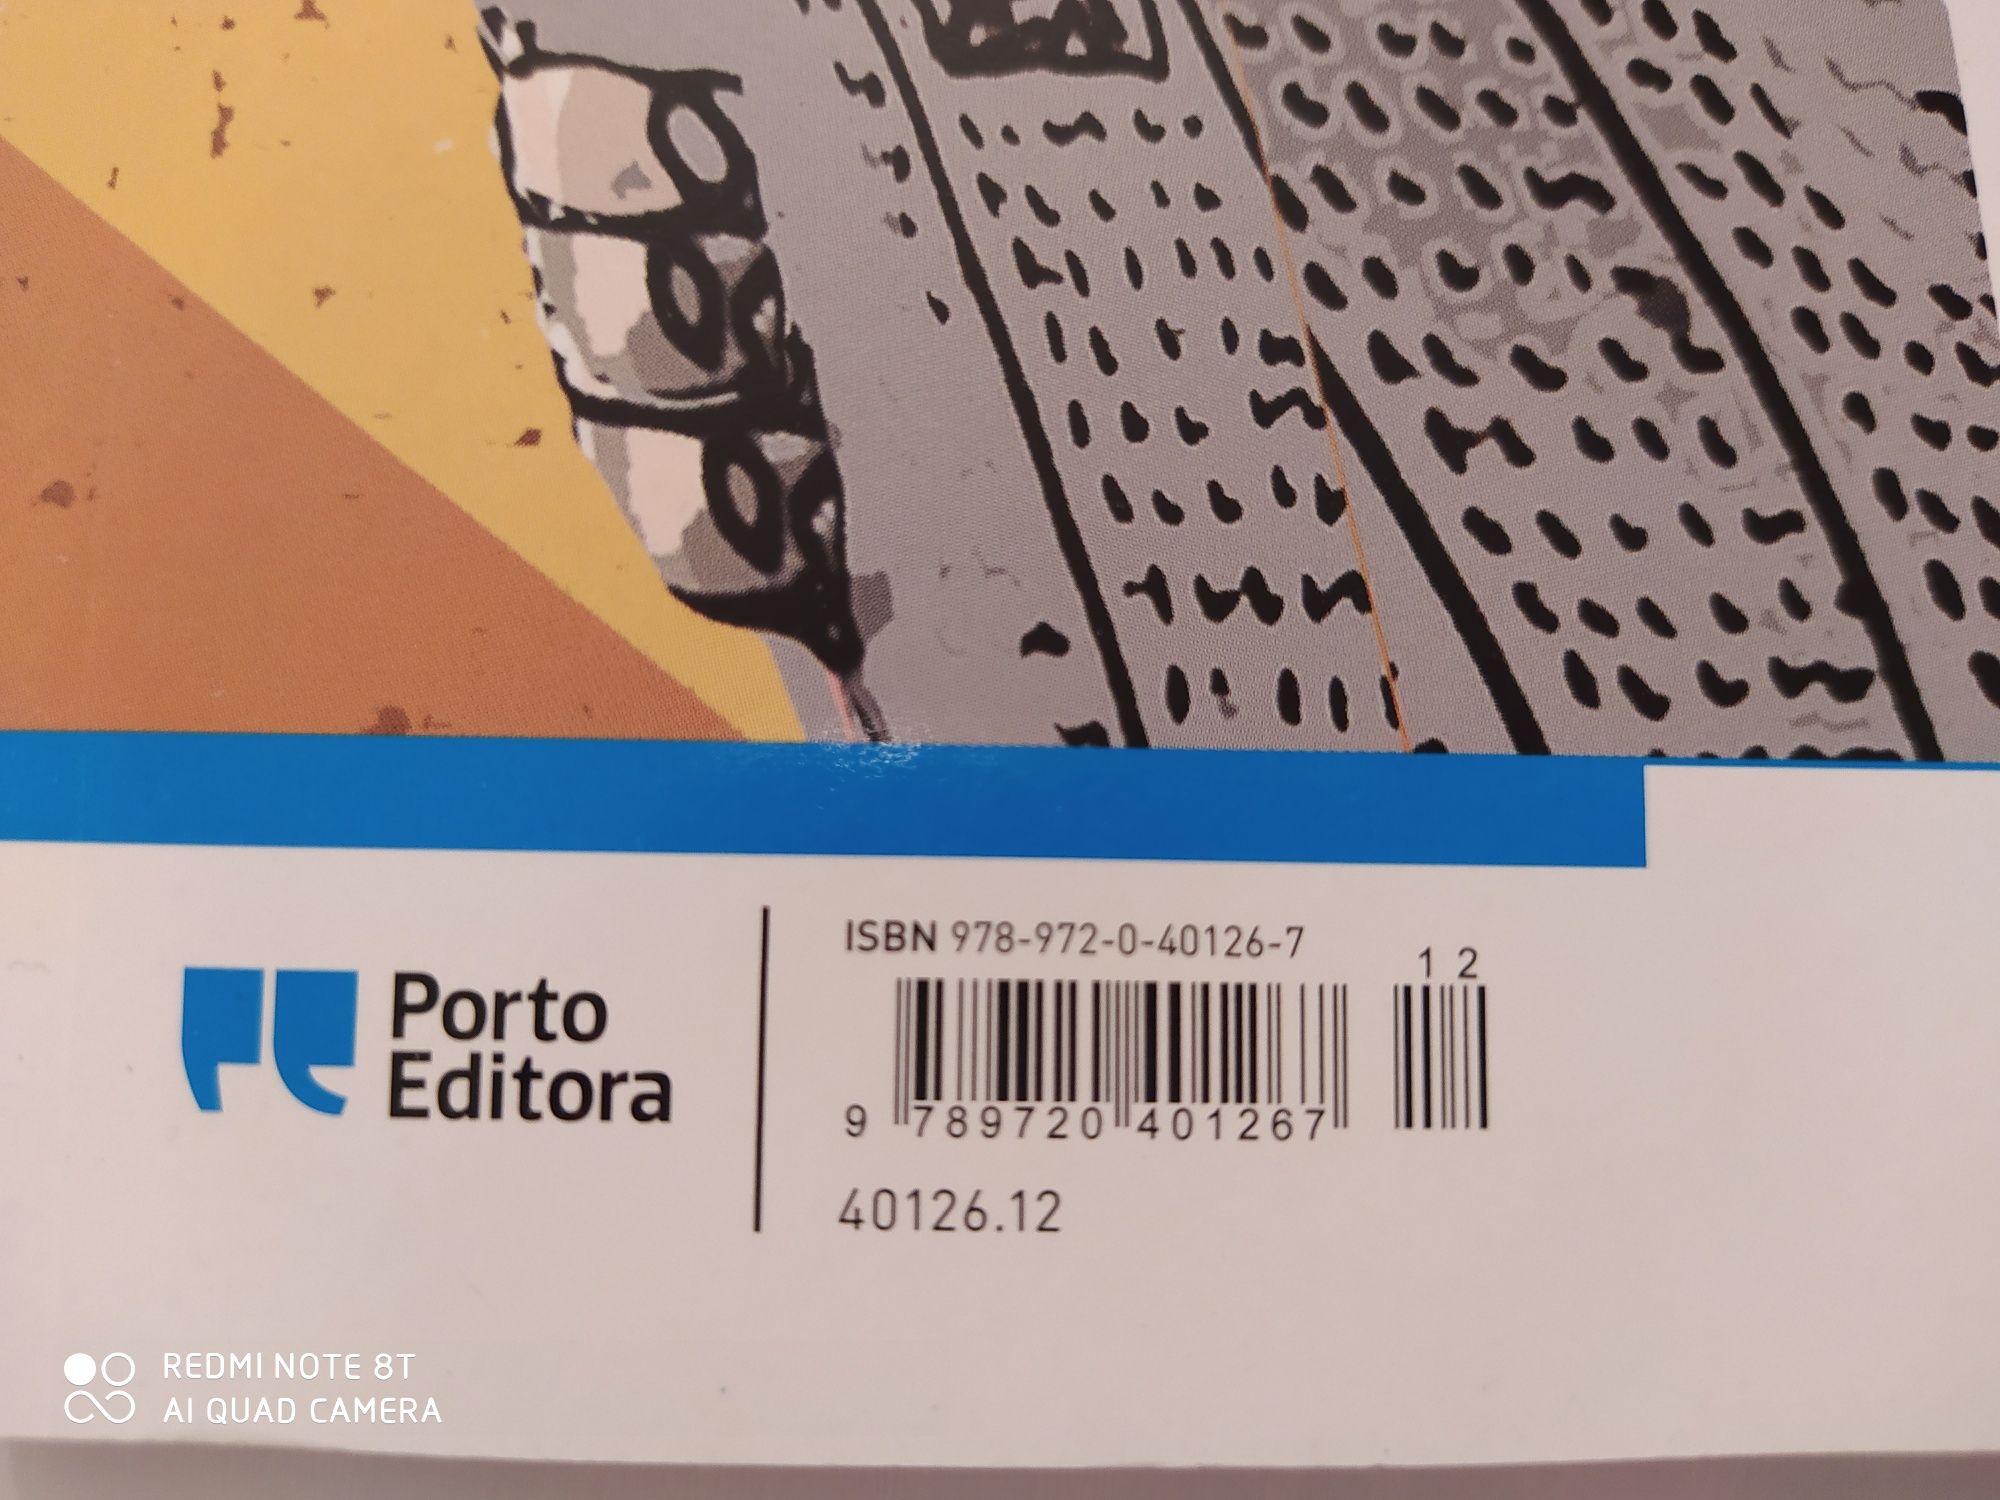 Porto
Editora
ISBN 978-972-0-40126-7
1 2
9 789720 401267
40126.12
REDMI NOTE 8T
AI QUAD CAMERA